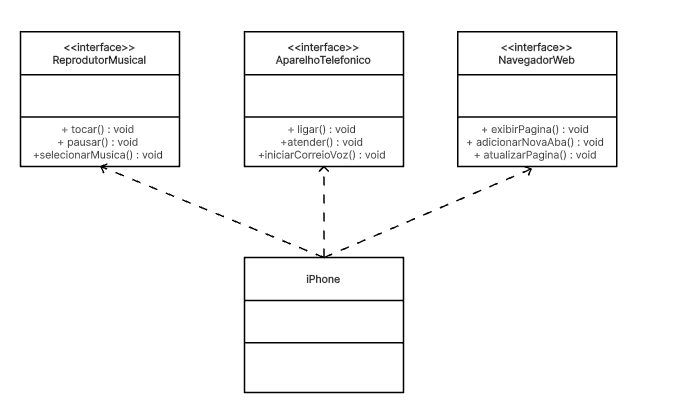 <<interface>>
ReprodutorMusical
+ tocar() : void
+ pausar() : void
+selecionarMusica() : void
<<interface>>
AparelhoTelefonico
+ ligar() : void
+atender() : void
+iniciarCorreioVoz() : void
<<interface>>
NavegadorWeb
+ exibirPagina() : void
+ adicionarNovaAba() : void
+ atualizarPagina() : void
iPhone